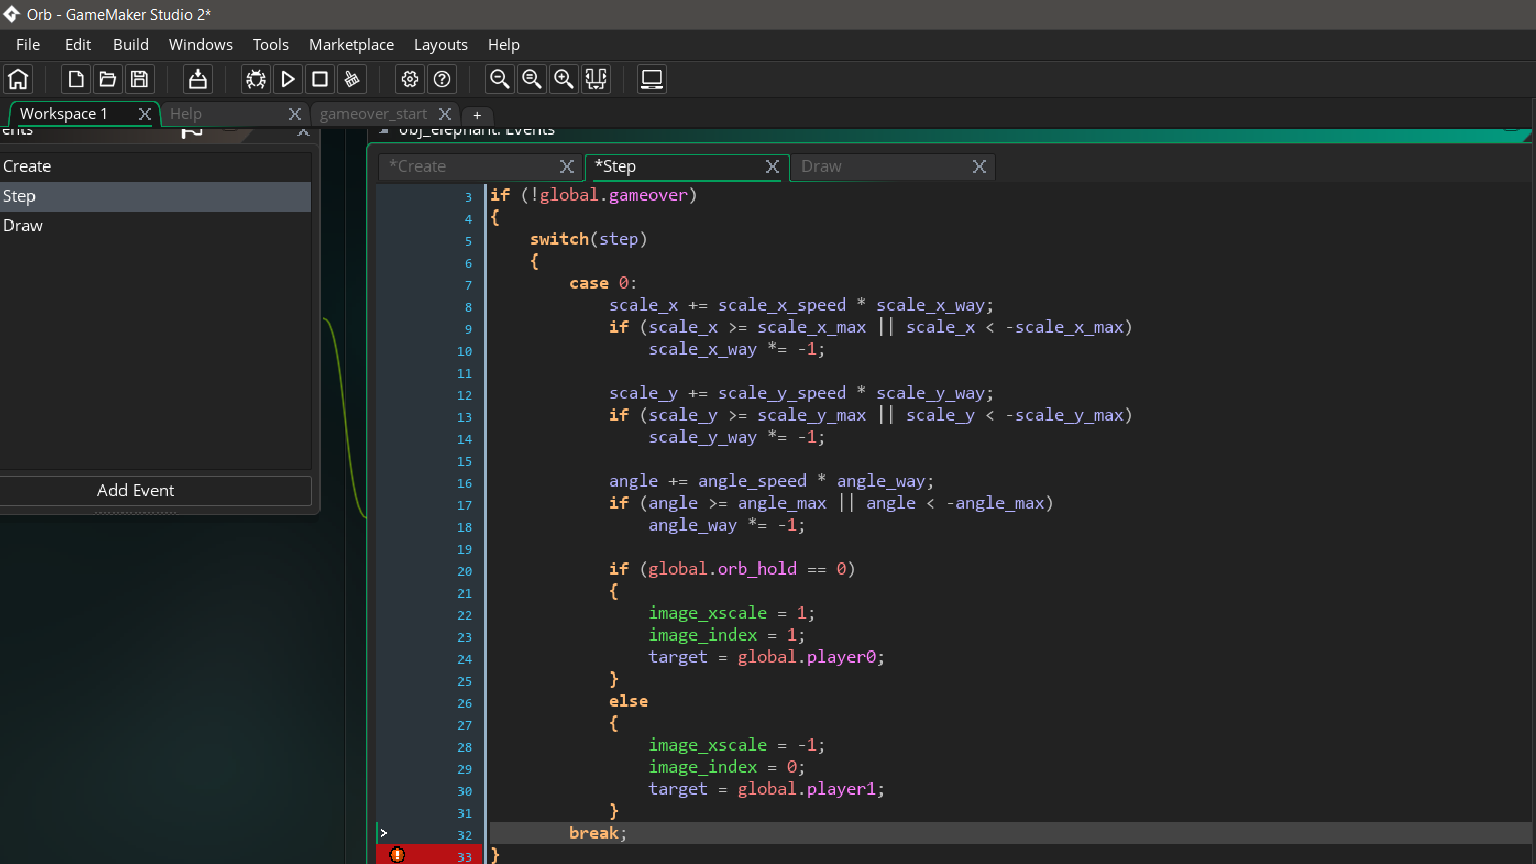 Orb - GameMaker Studio 2*
File Edit Build Windows Tools Marketplace Layouts Help
Workspace 1 X Help X gameover_start X +
ents X obj_elephant: Events
*Create X *Step X Draw X
Create
Step
Draw
Add Event
3 if (!global.gameover)
4 {
5 switch(step)
6 {
7 case 0:
8 scale_x += scale_x_speed * scale_x_way;
9 if (scale_x >= scale_x_max || scale_x < -scale_x_max)
10 scale_x_way *= -1;
11
12 scale_y += scale_y_speed * scale_y_way;
13 if (scale_y >= scale_y_max || scale_y < -scale_y_max)
14 scale_y_way *= -1;
15
16 angle += angle_speed * angle_way;
17 if (angle >= angle_max || angle < -angle_max)
18 angle_way *= -1;
19
20 if (global.orb_hold == 0)
21 {
22 image_xscale = 1;
23 image_index = 1;
24 target = global.player0;
25 }
26 else
27 {
28 image_xscale = -1;
29 image_index = 0;
30 target = global.player1;
31 }
> 32 break;
33 }